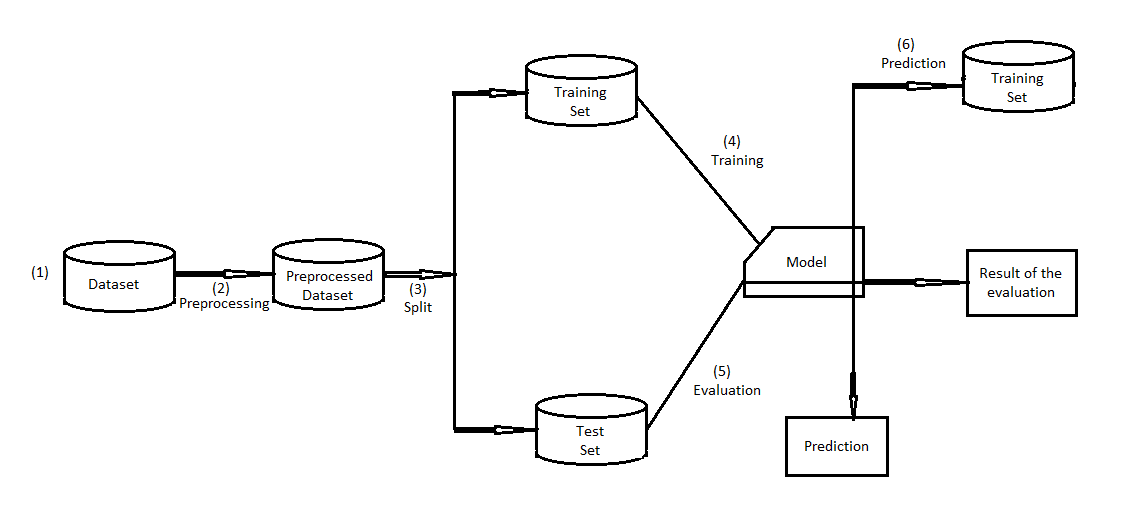 (1)
Dataset
(2)
Preprocessing
Preprocessed
Dataset
(3)
Split
Training
Set
Test
Set
(4)
Training
(5)
Evaluation
Model
(6)
Prediction
Training
Set
Result of the
evaluation
Prediction